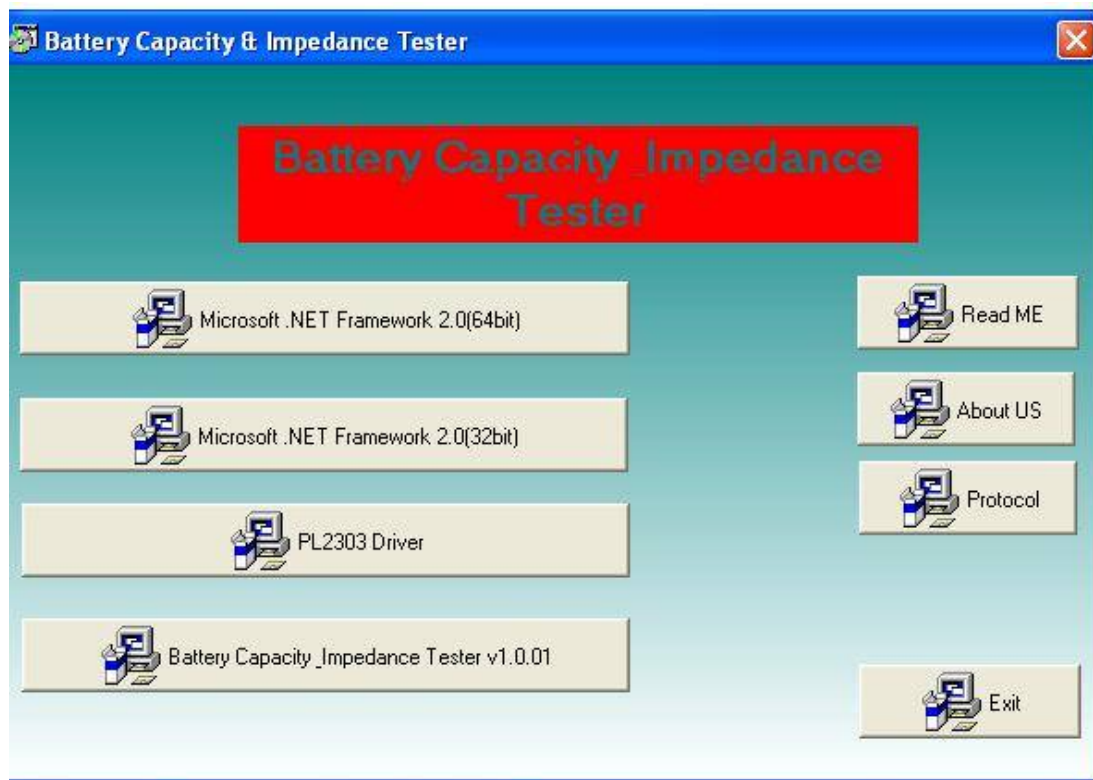 Battery Capacity & Impedance Tester
Battery Capacity _Impedance
Tester
Microsoft .NET Framework 2.0(64bit)
Microsoft .NET Framework 2.0(32bit)
PL2303 Driver
Battery Capacity _Impedance Tester v1.0.01
Read ME
About US
Protocol
Exit